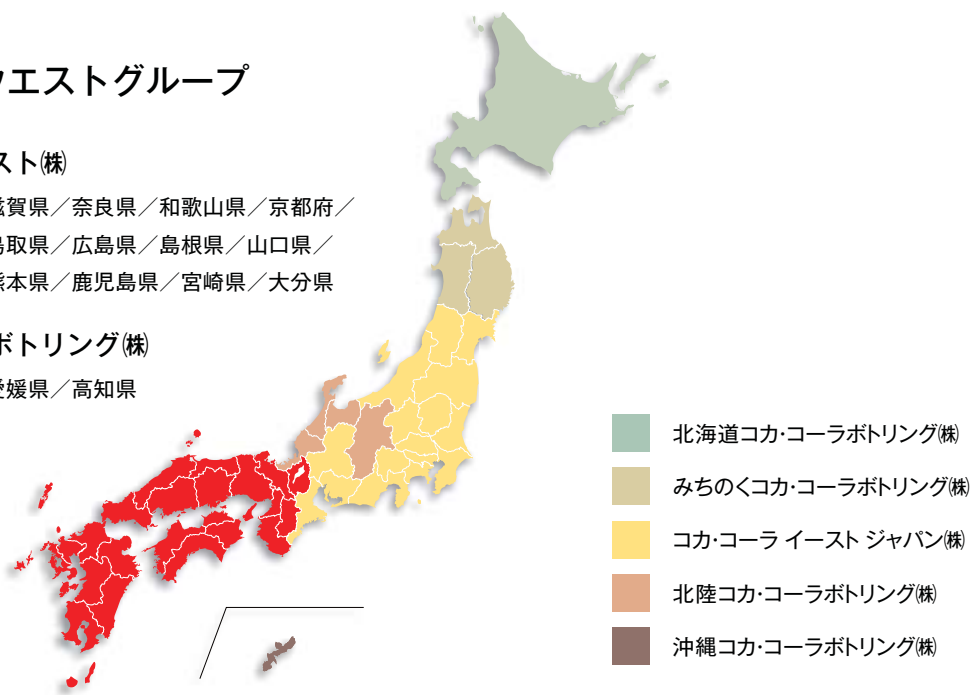 ウエストグループ
スト㈱
滋賀県／奈良県／和歌山県／京都府／
鳥取県／広島県／島根県／山口県／
熊本県／鹿児島県／宮崎県／大分県
ボトリング㈱
愛媛県／高知県
北海道コカ･コーラボトリング㈱
みちのくコカ･コーラボトリング㈱
コカ･コーラ イースト ジャパン㈱
北陸コカ･コーラボトリング㈱
沖縄コカ･コーラボトリング㈱